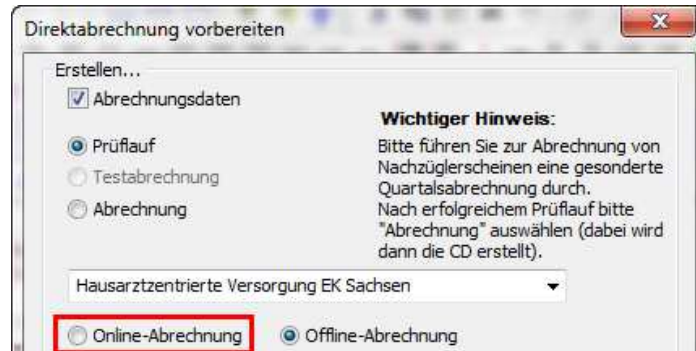 Direktabrechnung vorbereiten
Erstellen...
Abrechnungsdaten
Prüflauf
Testabrechnung
Abrechnung
Wichtiger Hinweis:
Bitte führen Sie zur Abrechnung von
Nachzüglerscheinen eine gesonderte
Quartalsabrechnung durch.
Nach erfolgreichem Prüflauf bitte
"Abrechnung" auswählen (dabei wird
dann die CD erstellt).
Hausarztzentrierte Versorgung EK Sachsen
Online-Abrechnung Offline-Abrechnung